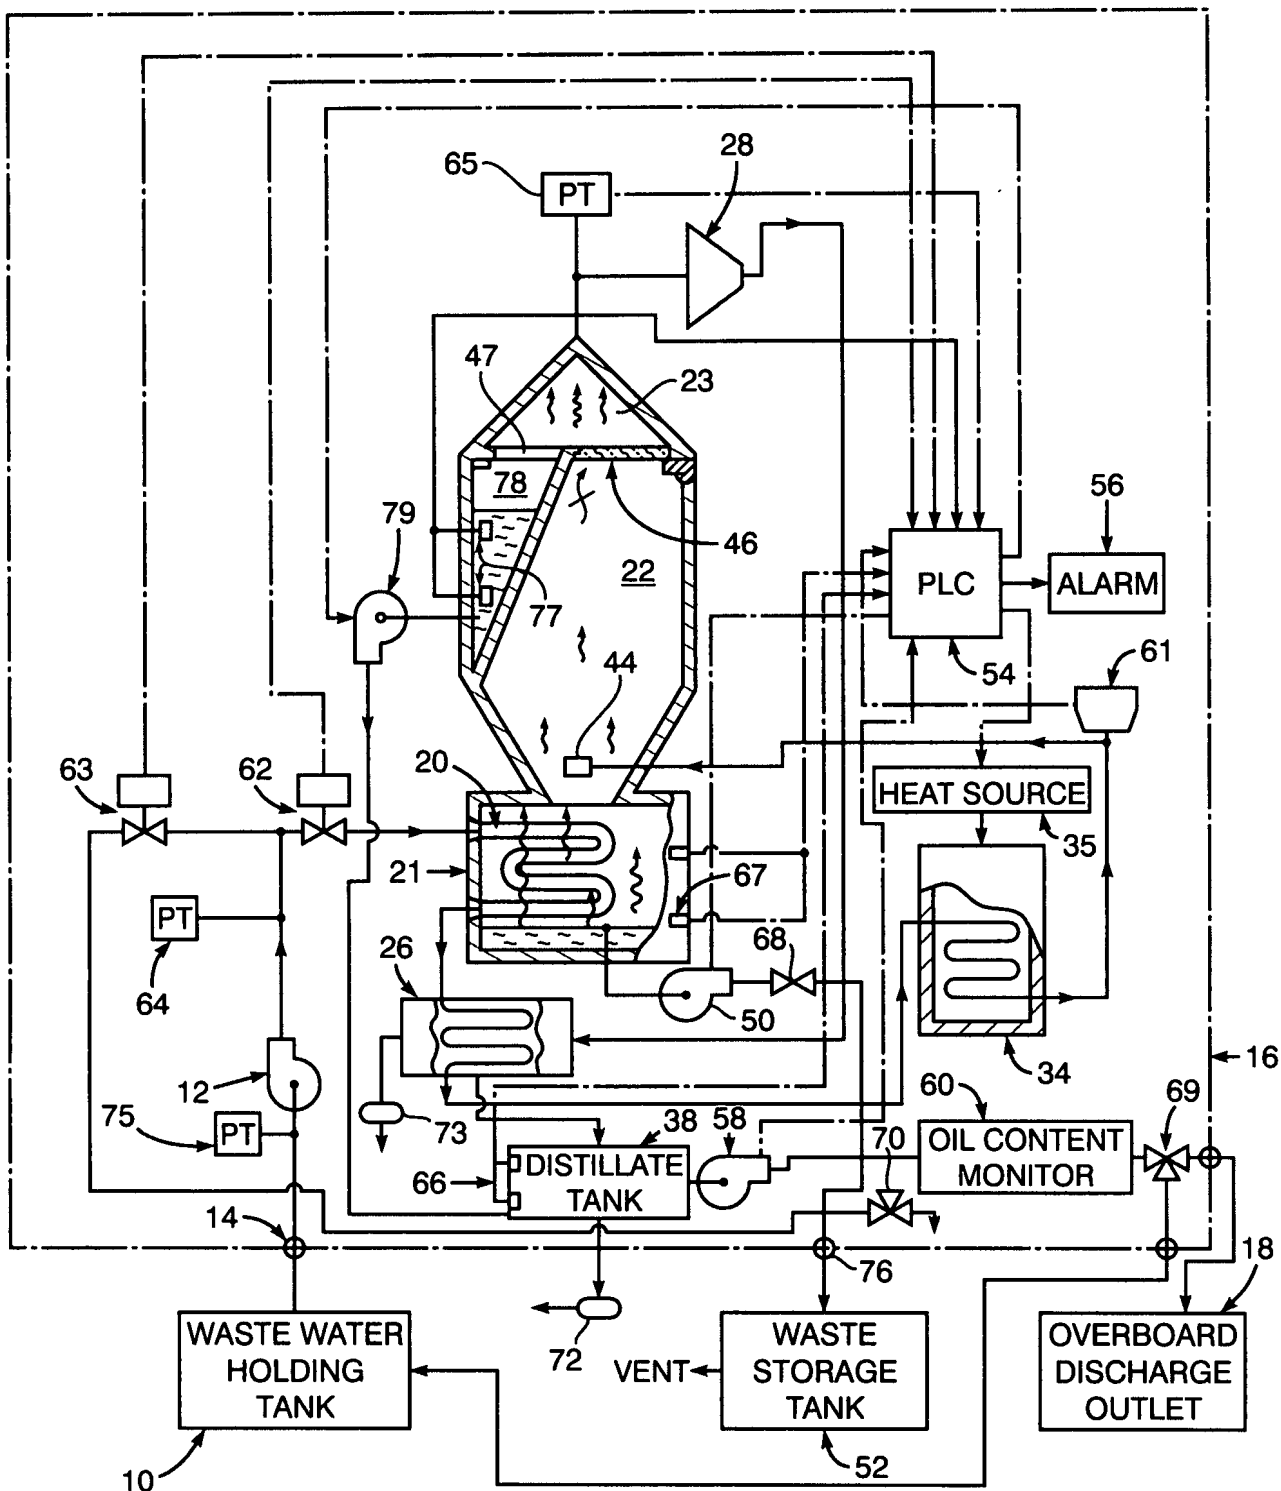 28
65
PT
47
23
78
79
56
46
22
PLC
ALARM
77
54
61
44
63
62
20
HEAT SOURCE
35
21
67
PT
68
26
64
50
34
16
12
60
69
75
PT
73
58
38
70
OIL CONTENT
MONITOR
DISTILLATE
TANK
66
14
76
18
WASTE WATER
HOLDING
TANK
72
VENT
WASTE
STORAGE
TANK
OVERBOARD
DISCHARGE
OUTLET
10
52